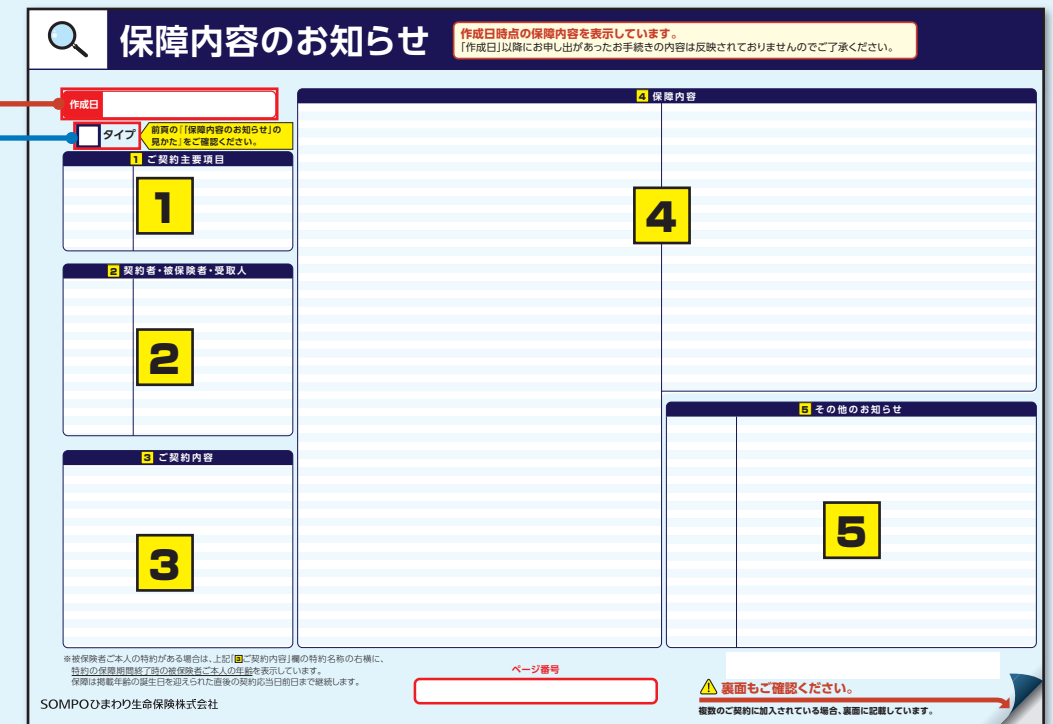 保障内容のお知らせ
作成日時点の保障内容を表示しています。
「作成日」以降にお申し出があったお手続きの内容は反映されておりませんのでご了承ください。
作成日
タイプ
前頁の「「保障内容のお知らせ」の
見かた」をご確認ください。
1 ご契約主要項目
1
2 契約者・被保険者・受取人
2
3 ご契約内容
3
4 保障内容
4
5 その他のお知らせ
5
※被保険者ご本人の特約がある場合は、上記「3ご契約内容」欄の特約名称の右横に、
特約の保障期間終了時の被保険者ご本人の年齢を表示しています。
保障は掲載年齢の誕生日を迎えられた直後の契約応当日前日まで継続します。
SOMPOひまわり生命保険株式会社
ページ番号
裏面もご確認ください。
複数のご契約に加入されている場合、裏面に記載しています。